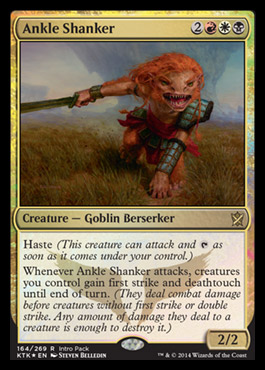 Ankle Shanker 2
Creature — Goblin Berserker
Haste (This creature can attack and as
soon as it comes under your control.)
Whenever Ankle Shanker attacks, creatures
you control gain first strike and deathtouch
until end of turn. (They deal combat damage
before creatures without first strike or double
strike. Any amount of damage they deal to a
creature is enough to destroy it.)
2/2
164/269 R Intro Pack
KTK ★ EN Steven Belledin
™ & © 2014 Wizards of the Coast